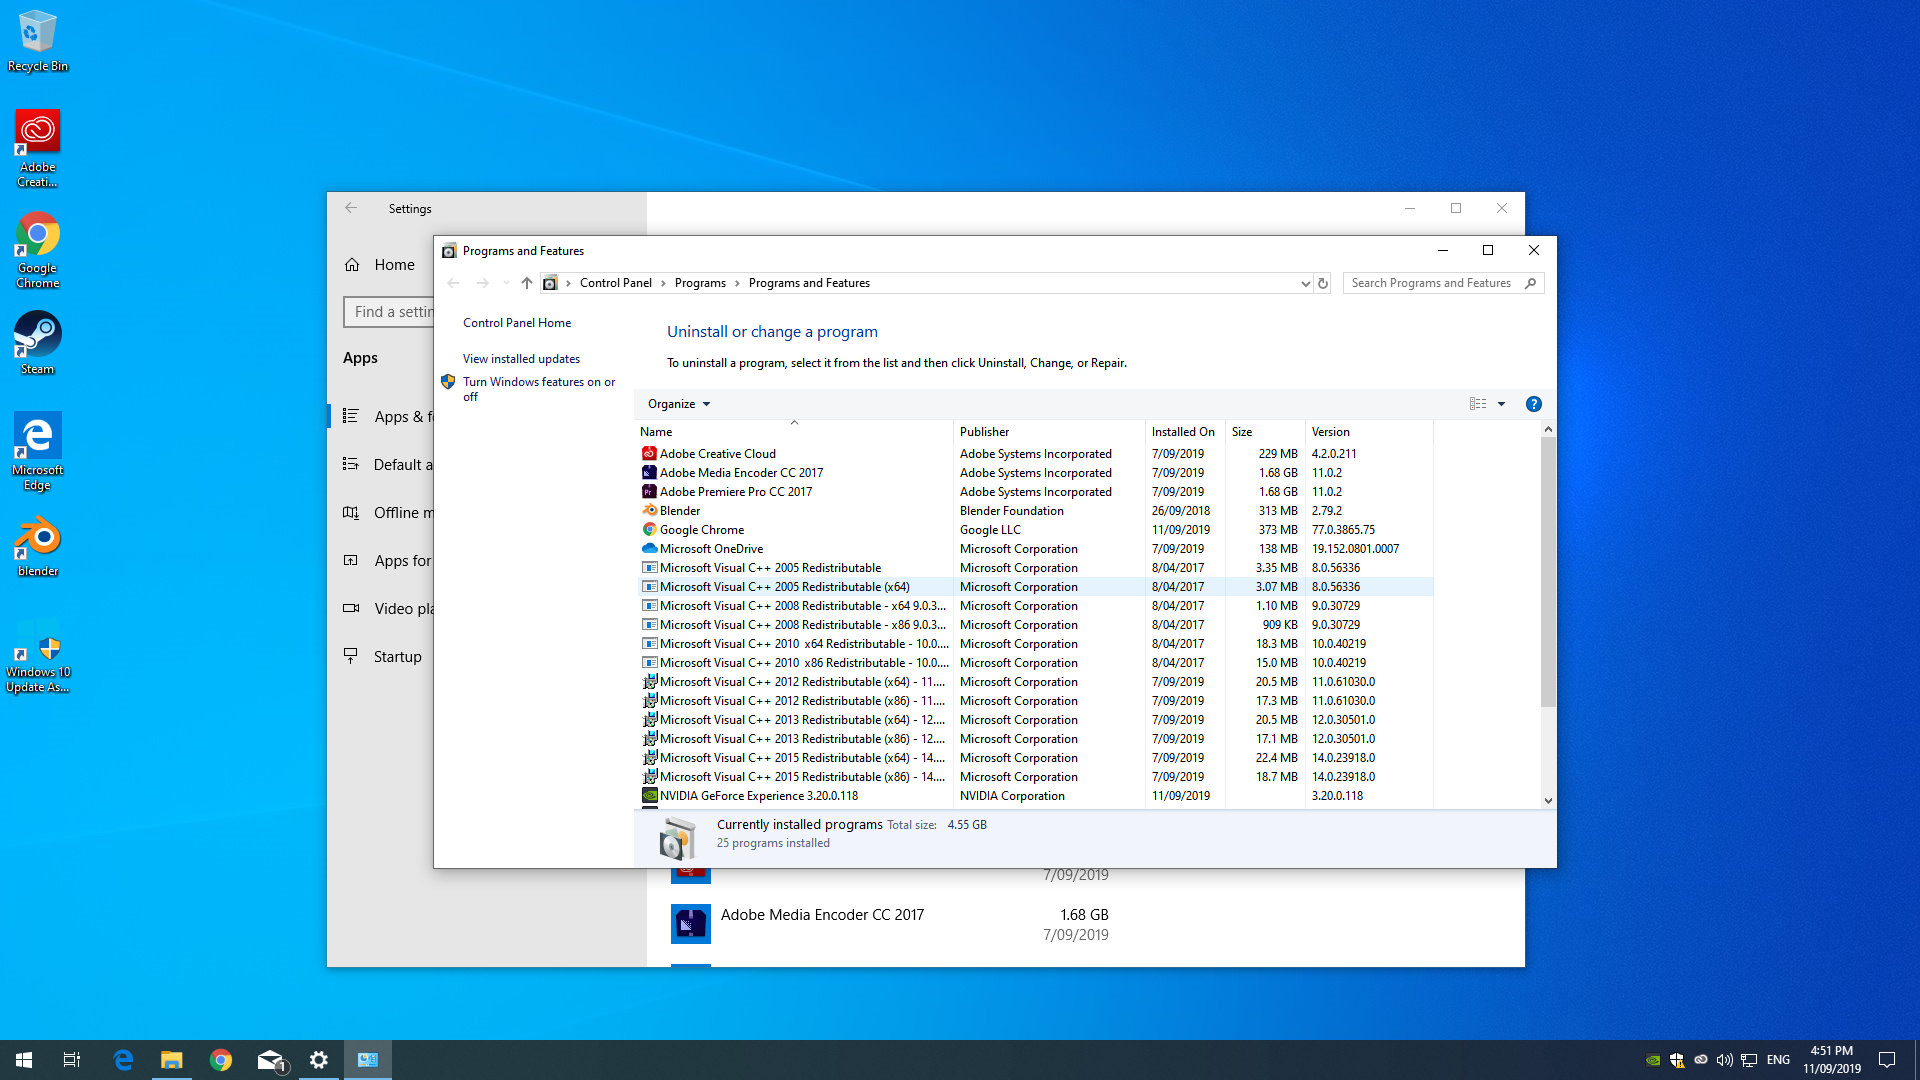 Recycle Bin
Adobe
Creati...
Google
Chrome
Steam
Microsoft
Edge
blender
Windows 10
Update As...
Settings
Home
Find a settin
Apps
Apps & f
Default a
Offline m
Apps for
Video pla
Startup
Programs and Features
Control Panel > Programs > Programs and Features
Search Programs and Features
Control Panel Home
View installed updates
Turn Windows features on or
off
Uninstall or change a program
To uninstall a program, select it from the list and then click Uninstall, Change, or Repair.
Organize
Name Publisher Installed On Size Version
Adobe Creative Cloud Adobe Systems Incorporated 7/09/2019 229 MB 4.2.0.211
Adobe Media Encoder CC 2017 Adobe Systems Incorporated 7/09/2019 1.68 GB 11.0.2
Adobe Premiere Pro CC 2017 Adobe Systems Incorporated 7/09/2019 1.68 GB 11.0.2
Blender Blender Foundation 26/09/2018 313 MB 2.79.2
Google Chrome Google LLC 11/09/2019 373 MB 77.0.3865.75
Microsoft OneDrive Microsoft Corporation 7/09/2019 138 MB 19.152.0801.0007
Microsoft Visual C++ 2005 Redistributable Microsoft Corporation 8/04/2017 3.35 MB 8.0.56336
Microsoft Visual C++ 2005 Redistributable (x64) Microsoft Corporation 8/04/2017 3.07 MB 8.0.56336
Microsoft Visual C++ 2008 Redistributable - x64 9.0.3... Microsoft Corporation 8/04/2017 1.10 MB 9.0.30729
Microsoft Visual C++ 2008 Redistributable - x86 9.0.3... Microsoft Corporation 8/04/2017 909 KB 9.0.30729
Microsoft Visual C++ 2010 x64 Redistributable - 10.0.... Microsoft Corporation 8/04/2017 18.3 MB 10.0.40219
Microsoft Visual C++ 2010 x86 Redistributable - 10.0.... Microsoft Corporation 8/04/2017 15.0 MB 10.0.40219
Microsoft Visual C++ 2012 Redistributable (x64) - 11.... Microsoft Corporation 7/09/2019 20.5 MB 11.0.61030.0
Microsoft Visual C++ 2012 Redistributable (x86) - 11.... Microsoft Corporation 7/09/2019 17.3 MB 11.0.61030.0
Microsoft Visual C++ 2013 Redistributable (x64) - 12.... Microsoft Corporation 7/09/2019 20.5 MB 12.0.30501.0
Microsoft Visual C++ 2013 Redistributable (x86) - 12.... Microsoft Corporation 7/09/2019 17.1 MB 12.0.30501.0
Microsoft Visual C++ 2015 Redistributable (x64) - 14.... Microsoft Corporation 7/09/2019 22.4 MB 14.0.23918.0
Microsoft Visual C++ 2015 Redistributable (x86) - 14.... Microsoft Corporation 7/09/2019 18.7 MB 14.0.23918.0
NVIDIA GeForce Experience 3.20.0.118 NVIDIA Corporation 11/09/2019 3.20.0.118
Currently installed programs Total size: 4.55 GB
25 programs installed
7/09/2019
Adobe Media Encoder CC 2017 1.68 GB
7/09/2019
1
ENG
4:51 PM
11/09/2019